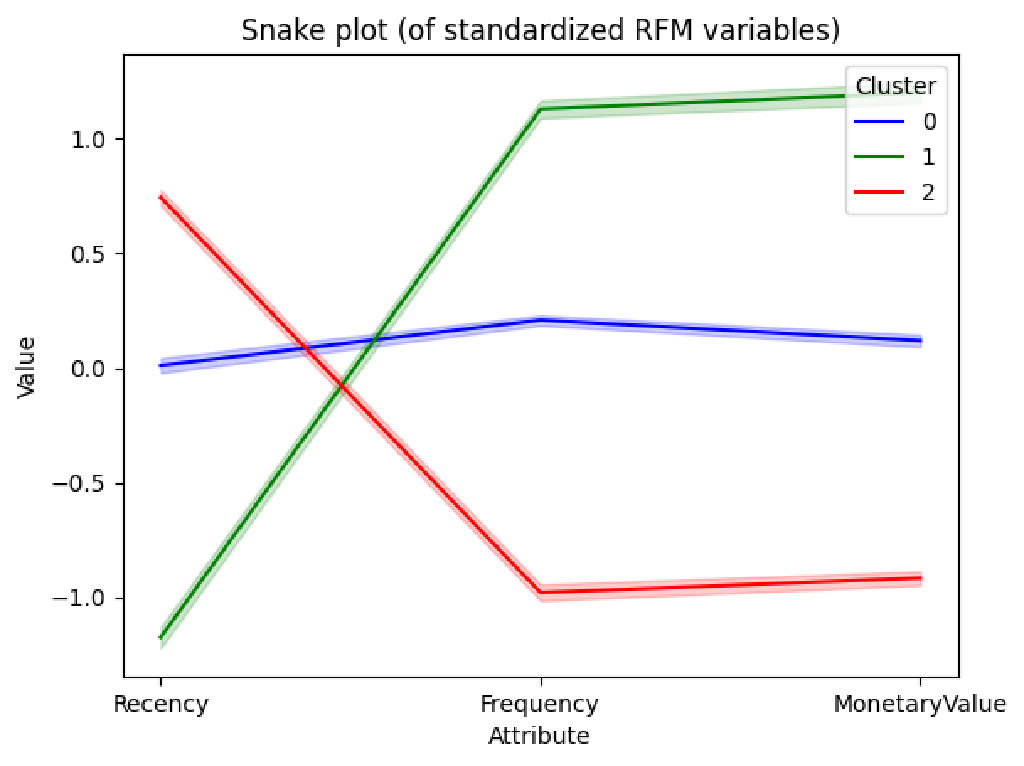 Snake plot (of standardized RFM variables)
Cluster
0
1
2
1.0
0.5
0.0
−0.5
−1.0
Value
Recency
Frequency
MonetaryValue
Attribute